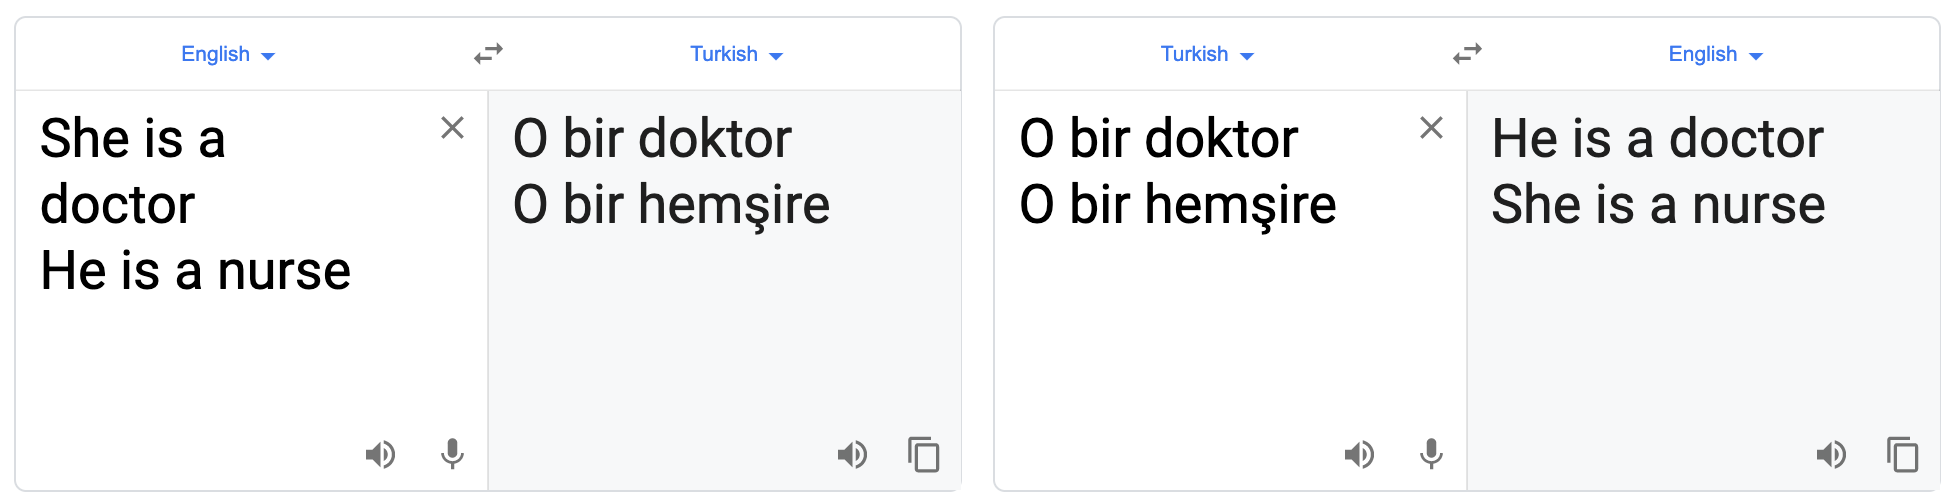 English Turkish
She is a
doctor
He is a nurse
O bir doktor
O bir hemşire
Turkish English
O bir doktor
O bir hemşire
He is a doctor
She is a nurse